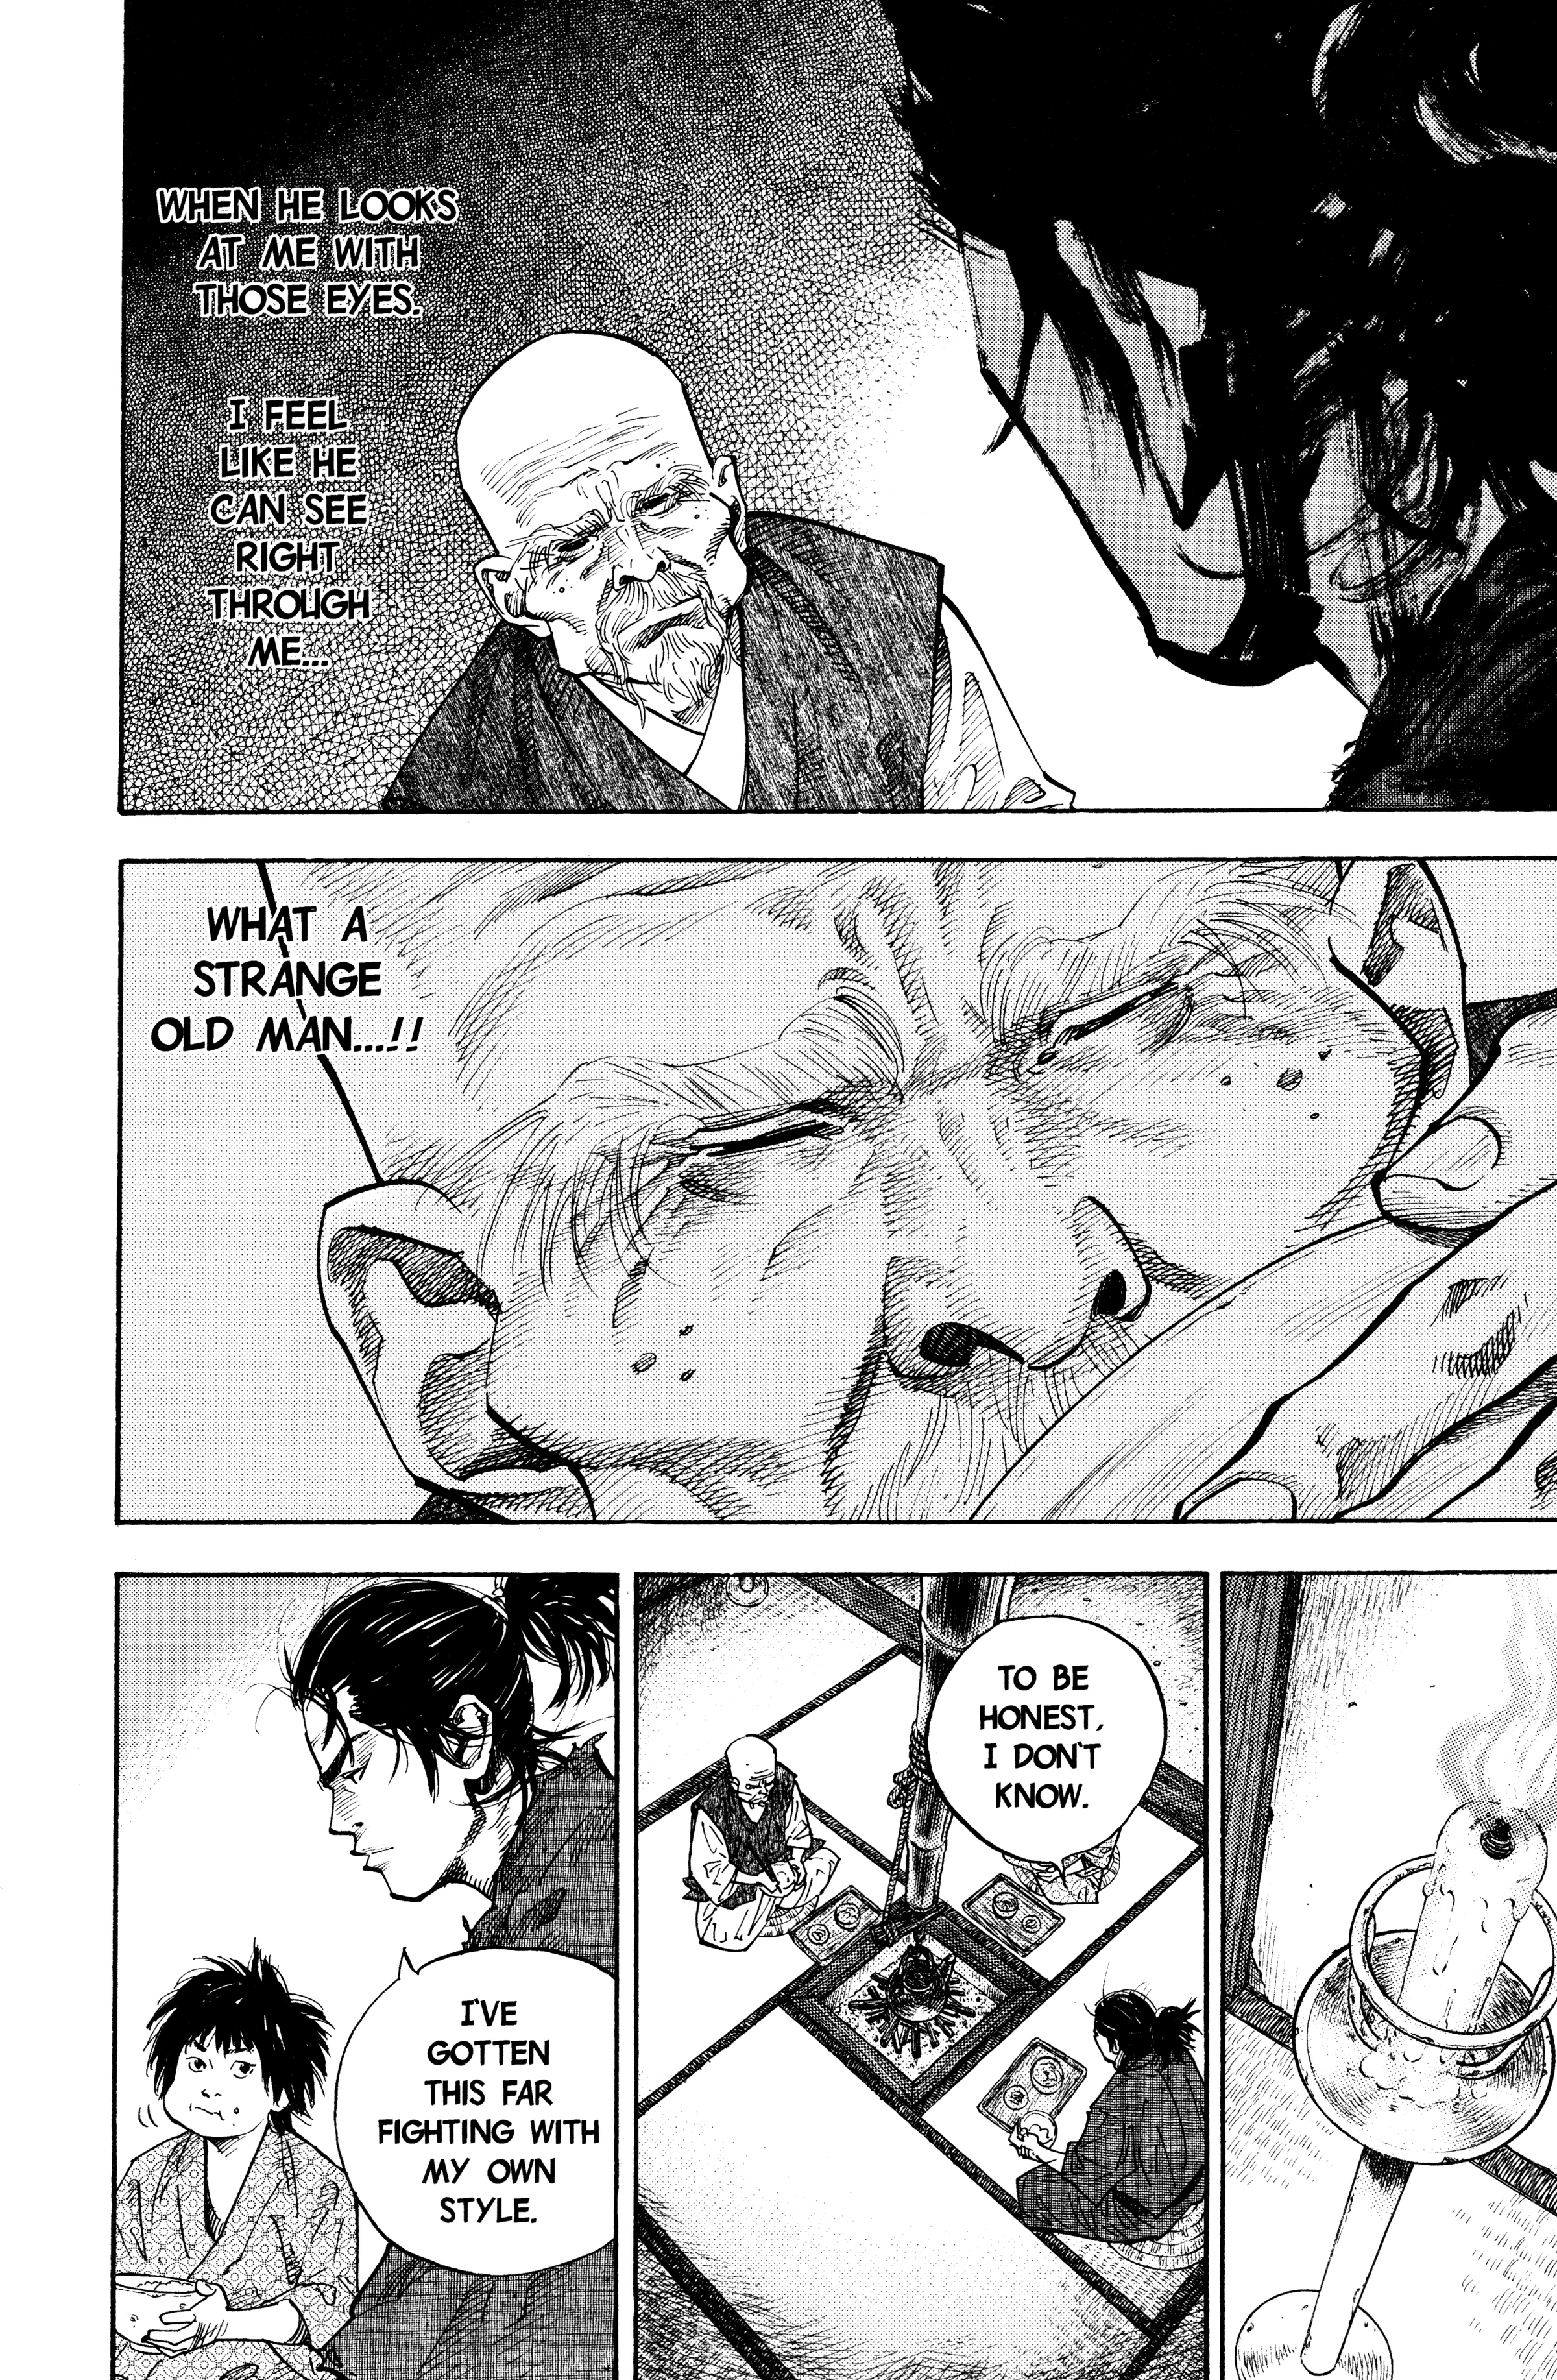 WHEN HE LOOKS
AT ME WITH
THOSE EYES.
I FEEL
LIKE HE
CAN SEE
RIGHT
THROUGH
ME...
WHAT A
STRANGE
OLD MAN...!!
TO BE
HONEST,
I DON'T
KNOW.
I'VE
GOTTEN
THIS FAR
FIGHTING WITH
MY OWN
STYLE.